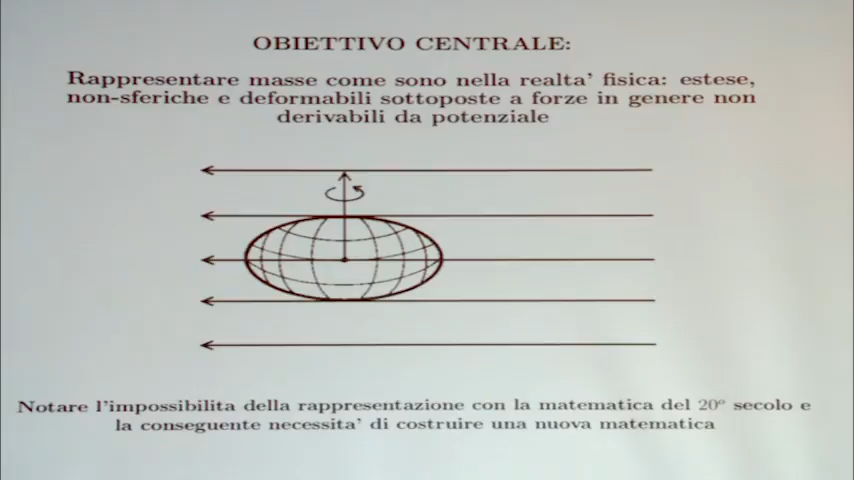 OBIETTIVO CENTRALE:
Rappresentare masse come sono nella realta' fisica: estese,
non-sferiche e deformabili sottoposte a forze in genere non
derivabili da potenziale
Notare l'impossibilita della rappresentazione con la matematica del 20º secolo e
la conseguente necessita' di costruire una nuova matematica